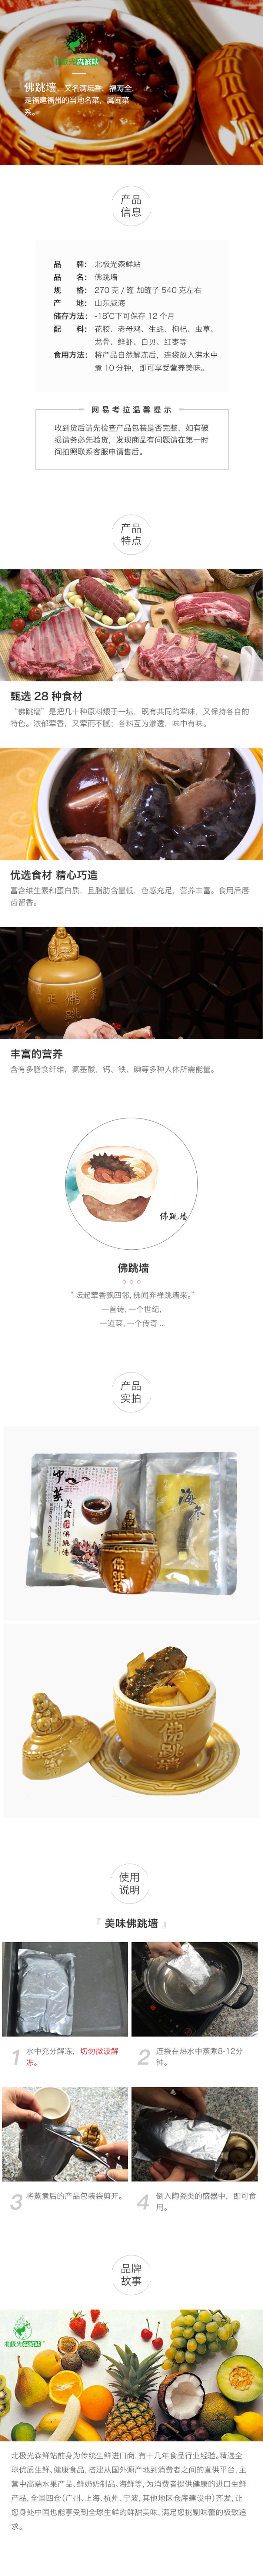 北极光森鲜站
佛跳墙，又名满坛香，福寿全，
是福建福州的当地名菜，属闽菜
系。
产品
信息
品 牌： 北极光森鲜站
品 名： 佛跳墙
规 格： 270 克 / 罐 加罐子 540 克左右
产 地： 山东威海
储存方法： -18℃下可保存 12 个月
配 料： 花胶、老母鸡、生蚝、枸杞、虫草、
龙骨、鲜虾、白贝、红枣等
食用方法： 将产品自然解冻后，连袋放入沸水中
煮 10 分钟，即可享受营养美味。
网易考拉温馨提示
收到货后请先检查产品包装是否完整，如有破
损请务必先验货，发现商品有问题请在第一时
间拍照联系客服申请售后。
产品
特点
甄选 28 种食材
“佛跳墙”是把几十种原料煨于一坛，既有共同的荤味，又保持各自的
特色。浓郁荤香，又荤而不腻；各料互为渗透，味中有味。
优选食材 精心巧造
富含维生素和蛋白质，且脂肪含量低，色感充足，营养丰富。食用后唇
齿留香。
佛跳
丰富的营养
含有多膳食纤维，氨基酸，钙、铁、碘等多种人体所需能量。
佛跳墙
佛跳墙
“ 坛起荤香飘四邻，佛闻弃禅跳墙来。”
一首诗，一个世纪，
一道菜，一个传奇 ...
产品
实拍
中华
美食
佛跳墙
海参
佛跳墙
佛跳墙
使用
说明
『 美味佛跳墙 』
1 水中充分解冻，切勿微波解
冻。
2 连袋在热水中蒸煮8-12分
钟。
3 将蒸煮后的产品包装袋剪开。
4 倒入陶瓷类的盛器中，即可食
用。
品牌
故事
北极光森鲜站
北极光森鲜站前身为传统生鲜进口商，有十几年食品行业经验。精选全
球优质生鲜、健康食品，搭建从国外源产地到消费者之间的直供平台，主
营中高端水果产品、鲜奶奶制品、海鲜等，为消费者提供健康的进口生鲜
产品，全国四仓（广州、上海、杭州、宁波，其他地区仓库建设中）齐发，让
您身处中国也能享受到全球生鲜的鲜甜美味，满足您挑剔味蕾的极致追
求。